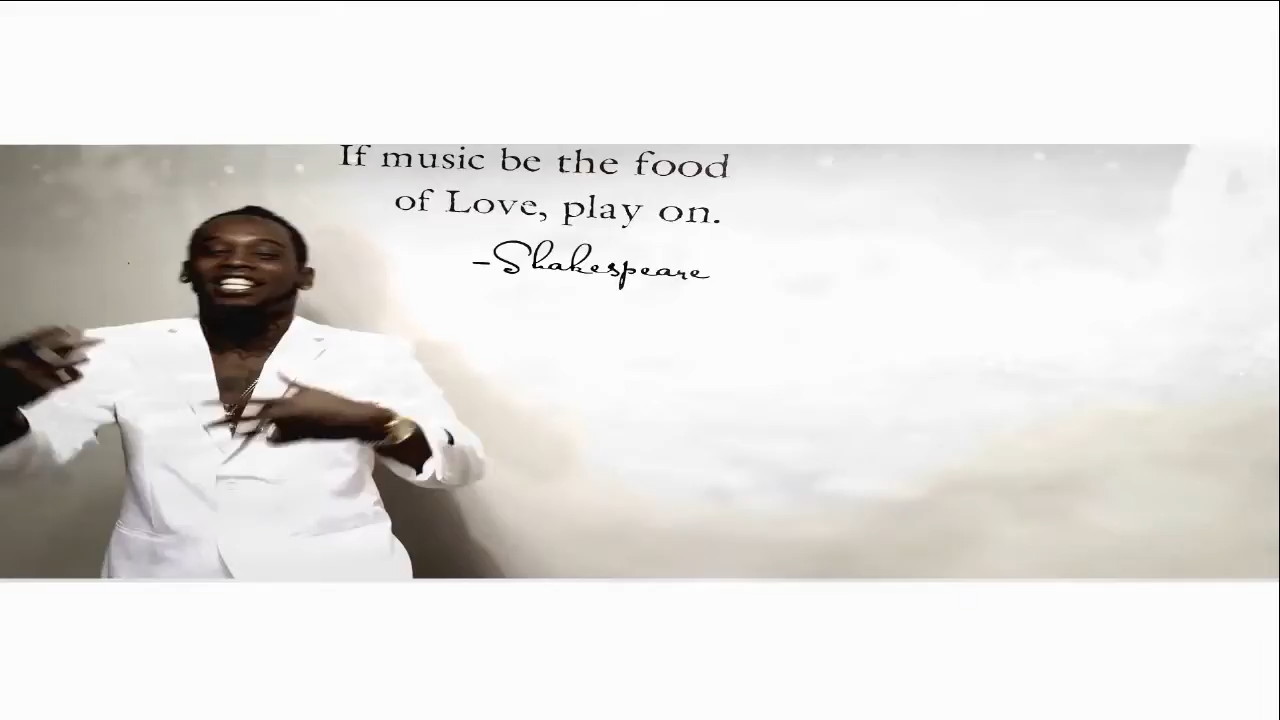 If music be the food
of Love, play on.
-Shakespeare